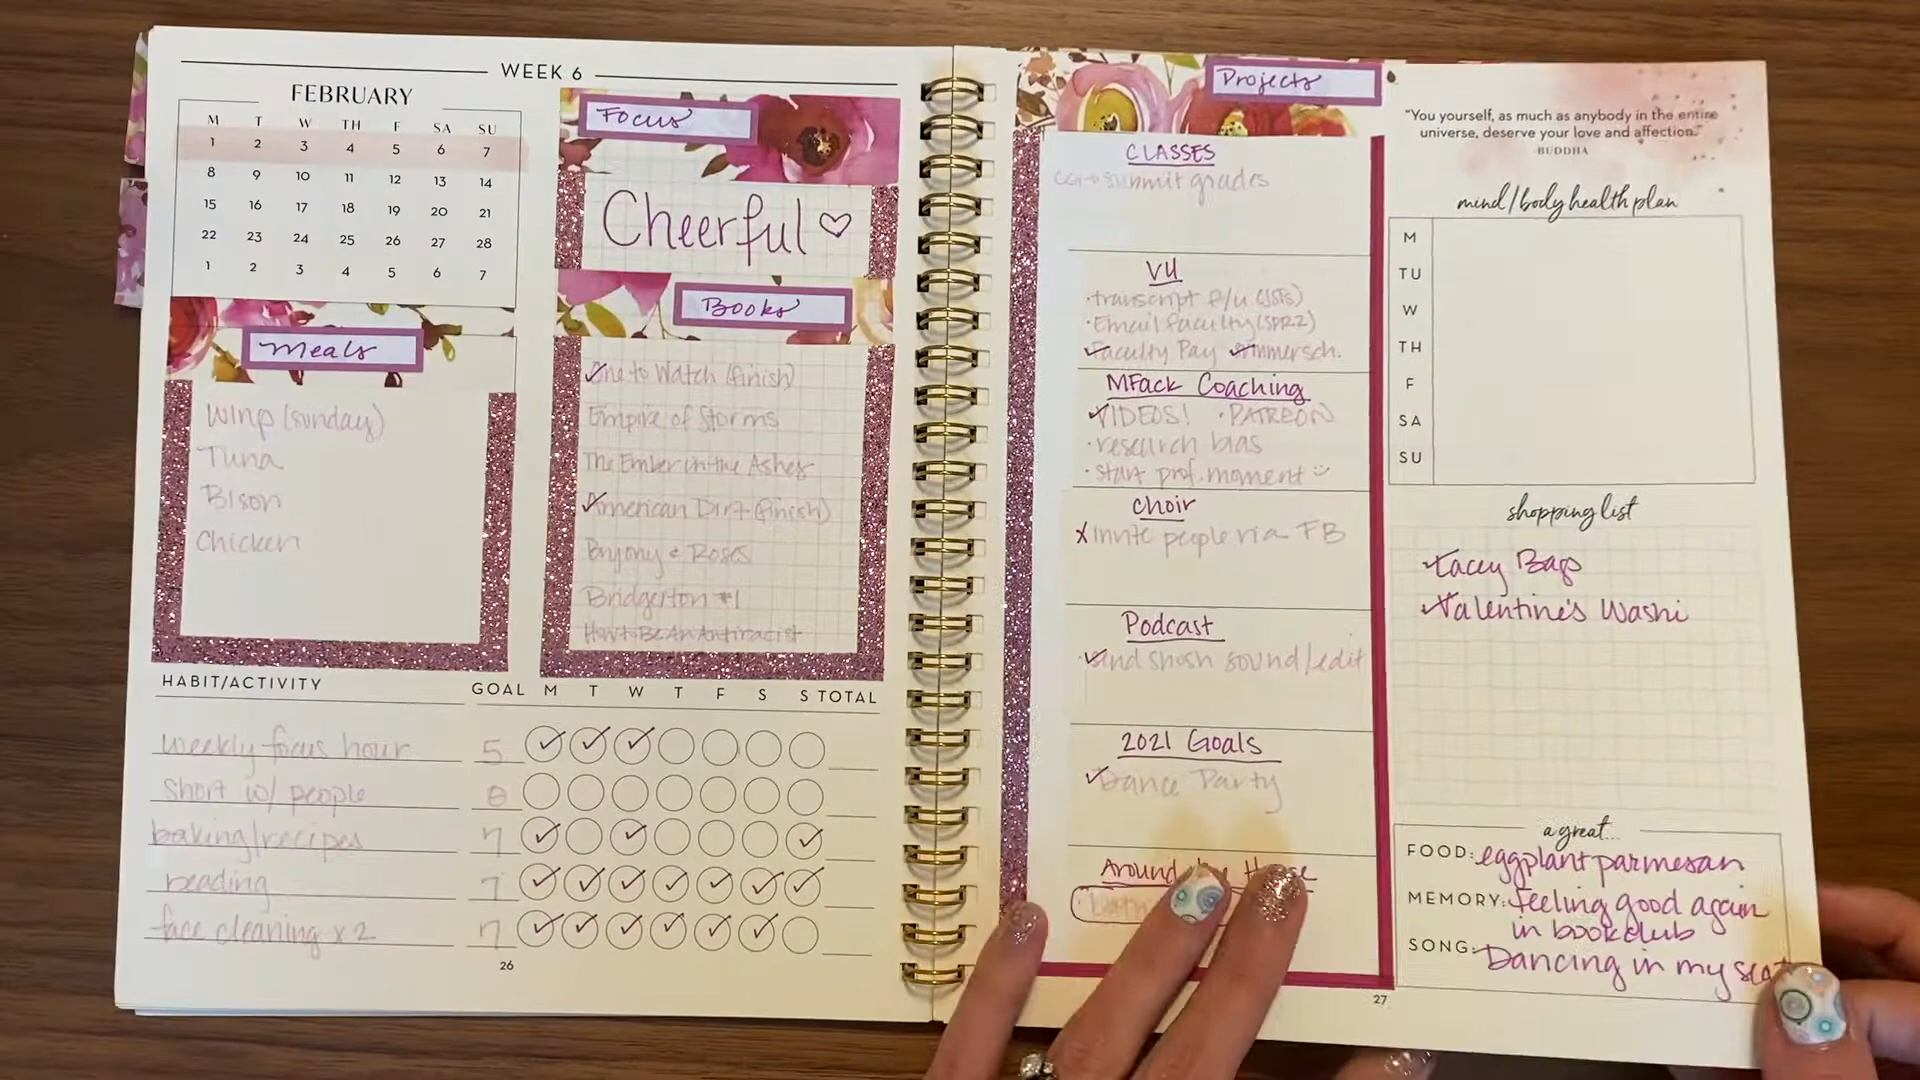 WEEK 6
FEBRUARY
M T W TH F SA SU
1 2 3 4 5 6 7
8 9 10 11 12 13 14
15 16 17 18 19 20 21
22 23 24 25 26 27 28
1 2 3 4 5 6 7
Meals
WInp (sunday)
Tuna
Bison
Chicken
Focus
Cheerful ♡
Books
✓One to Watch (finish)
Empire of Storms
The Ember in the Ashes
✓American Dirt (finish)
Bryony & Roses
Bridgerton #1
How to Be An Antiracist
HABIT/ACTIVITY GOAL M T W T F S S TOTAL
weekly focus hour 5
short w/ people 0
baking/recipes 7
reading 7
face cleaning x2 7
26
Projects
CLASSES
submit grades
VU
·transcript f/u
·Email faculty (SPR2)
✓Faculty Pay ✓Immersch.
MFack Coaching
✓VIDEOS! ·PATREON
·research bias
·start prof. moment
Choir
X invite people via FB
Podcast
✓send shosh sound/edit
2021 Goals
✓Dance Party
Around
27
"You yourself, as much as anybody in the entire
universe, deserve your love and affection."
-BUDDHA
mind/body health plan
M
TU
W
TH
F
SA
SU
shopping list
✓Lacey Bags
✓Valentine's Washi
a great...
FOOD: eggplant parmesan
MEMORY: feeling good again
in bookclub
SONG: Dancing in my